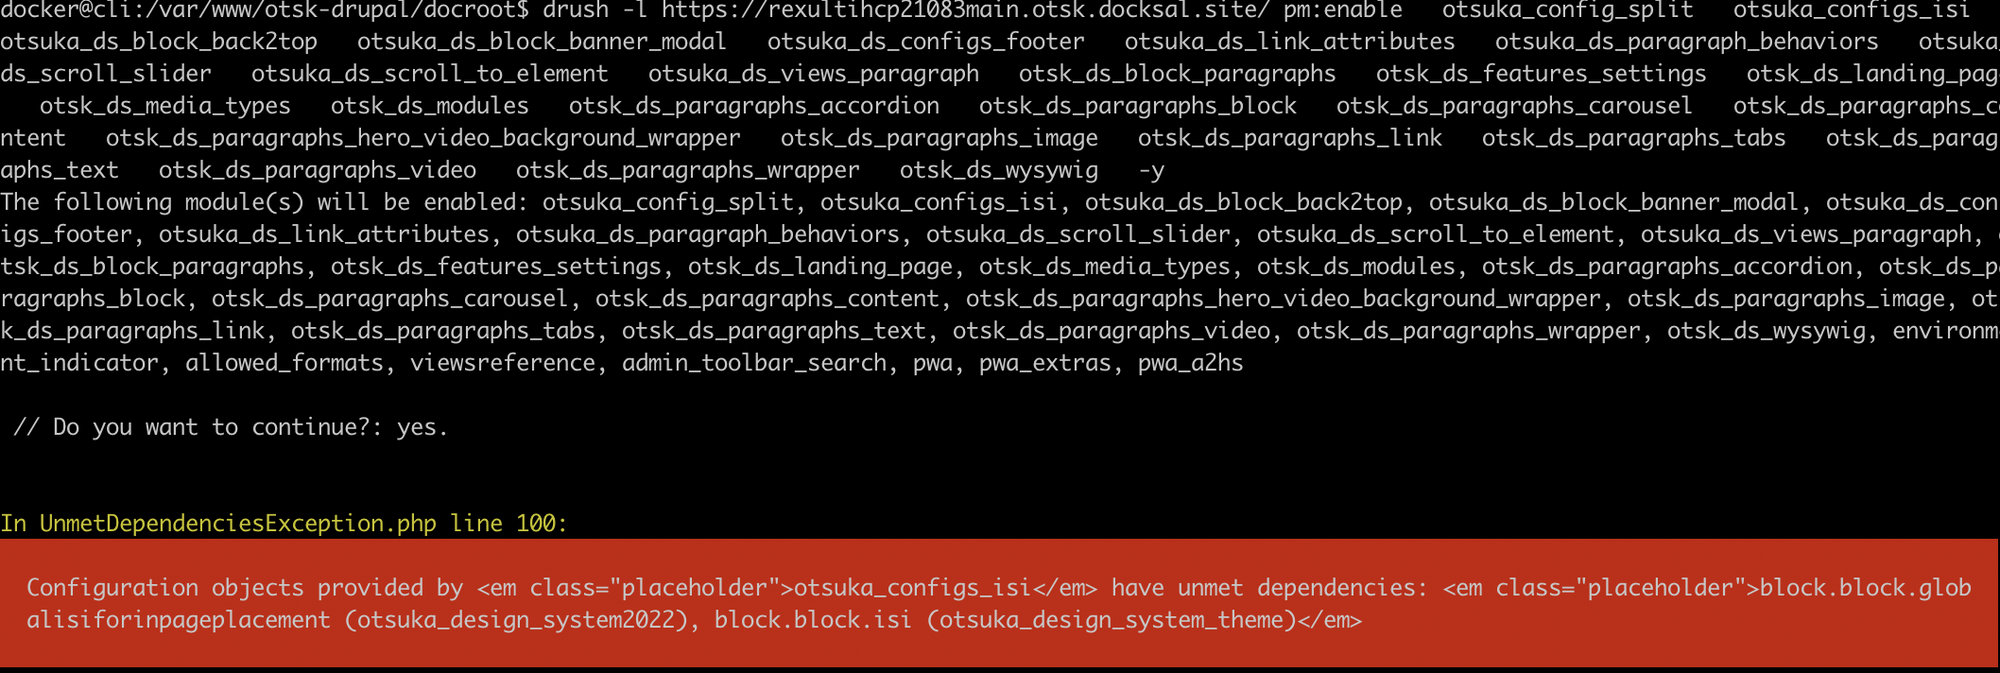 docker@cli:/var/www/otsk-drupal/docroot$ drush -l https://rexultihcp21083main.otsk.docksal.site/ pm:enable   otsuka_config_split   otsuka_configs_isi
otsuka_ds_block_back2top   otsuka_ds_block_banner_modal   otsuka_ds_configs_footer   otsuka_ds_link_attributes   otsuka_ds_paragraph_behaviors   otsuka_
ds_scroll_slider   otsuka_ds_scroll_to_element   otsuka_ds_views_paragraph   otsk_ds_block_paragraphs   otsk_ds_features_settings   otsk_ds_landing_pag
   otsk_ds_media_types   otsk_ds_modules   otsk_ds_paragraphs_accordion   otsk_ds_paragraphs_block   otsk_ds_paragraphs_carousel   otsk_ds_paragraphs_c
ntent   otsk_ds_paragraphs_hero_video_background_wrapper   otsk_ds_paragraphs_image   otsk_ds_paragraphs_link   otsk_ds_paragraphs_tabs   otsk_ds_parag
aphs_text   otsk_ds_paragraphs_video   otsk_ds_paragraphs_wrapper   otsk_ds_wysywig   -y
The following module(s) will be enabled: otsuka_config_split, otsuka_configs_isi, otsuka_ds_block_back2top, otsuka_ds_block_banner_modal, otsuka_ds_con
igs_footer, otsuka_ds_link_attributes, otsuka_ds_paragraph_behaviors, otsuka_ds_scroll_slider, otsuka_ds_scroll_to_element, otsuka_ds_views_paragraph,
tsk_ds_block_paragraphs, otsk_ds_features_settings, otsk_ds_landing_page, otsk_ds_media_types, otsk_ds_modules, otsk_ds_paragraphs_accordion, otsk_ds_p
ragraphs_block, otsk_ds_paragraphs_carousel, otsk_ds_paragraphs_content, otsk_ds_paragraphs_hero_video_background_wrapper, otsk_ds_paragraphs_image, ot
k_ds_paragraphs_link, otsk_ds_paragraphs_tabs, otsk_ds_paragraphs_text, otsk_ds_paragraphs_video, otsk_ds_paragraphs_wrapper, otsk_ds_wysywig, environm
nt_indicator, allowed_formats, viewsreference, admin_toolbar_search, pwa, pwa_extras, pwa_a2hs
// Do you want to continue?: yes.
In UnmetDependenciesException.php line 100:
Configuration objects provided by <em class="placeholder">otsuka_configs_isi</em> have unmet dependencies: <em class="placeholder">block.block.glob
alisiforinpageplacement (otsuka_design_system2022), block.block.isi (otsuka_design_system_theme)</em>